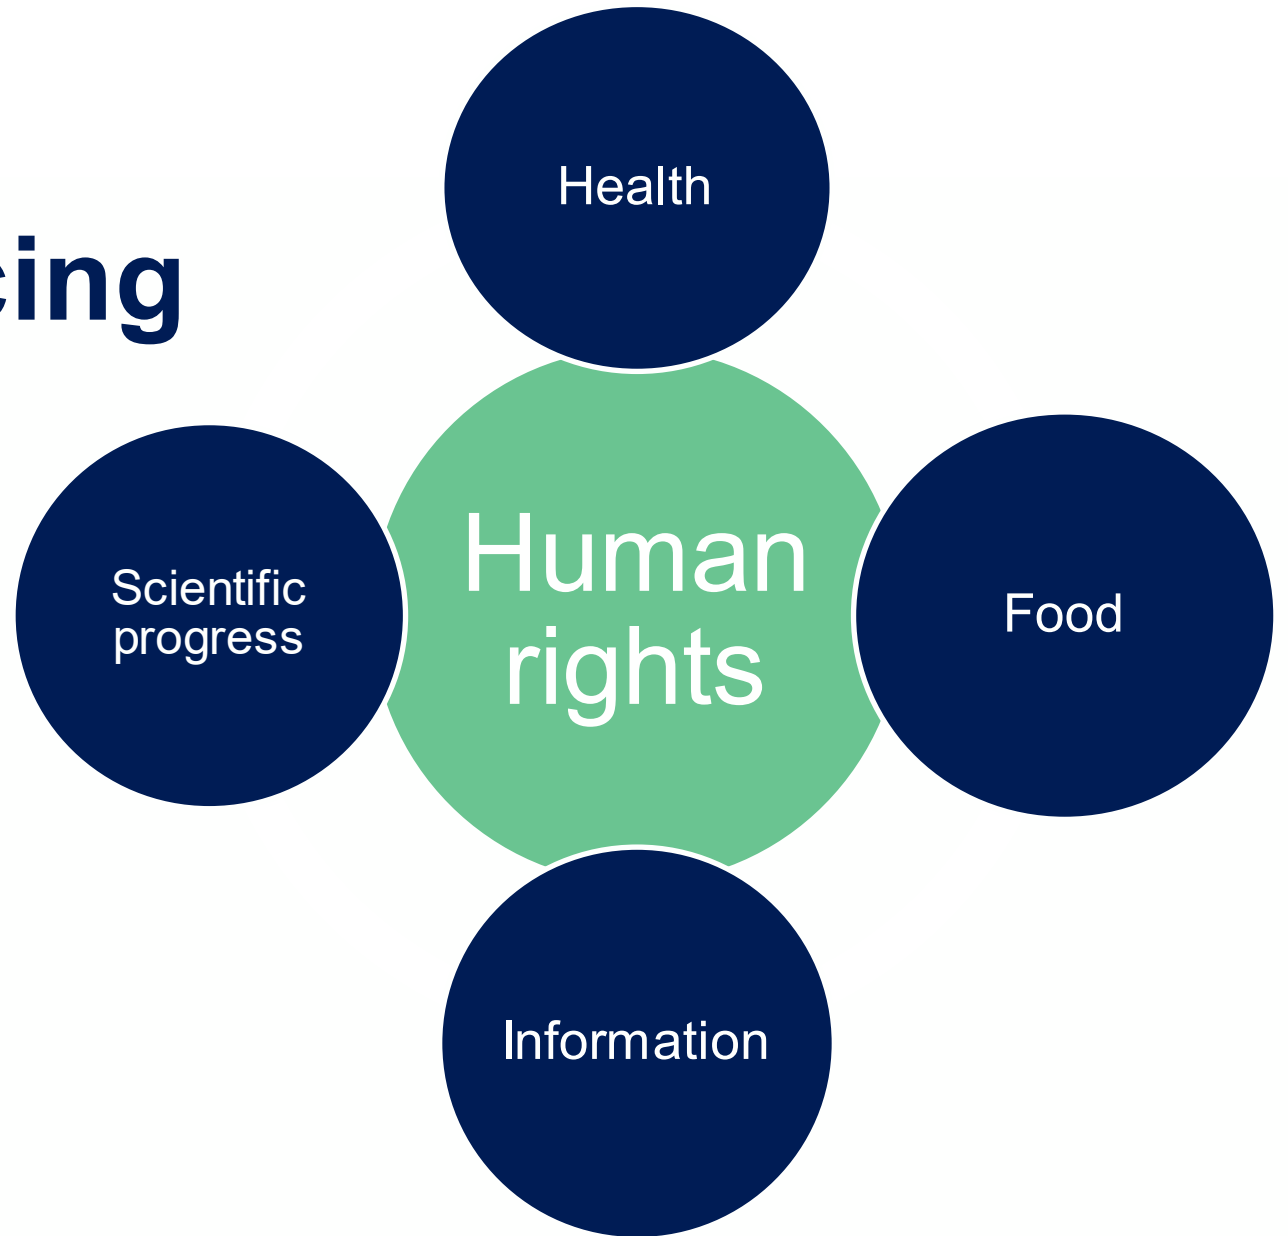 Health
cing
Scientific
progress
Human
rights
Food
Information